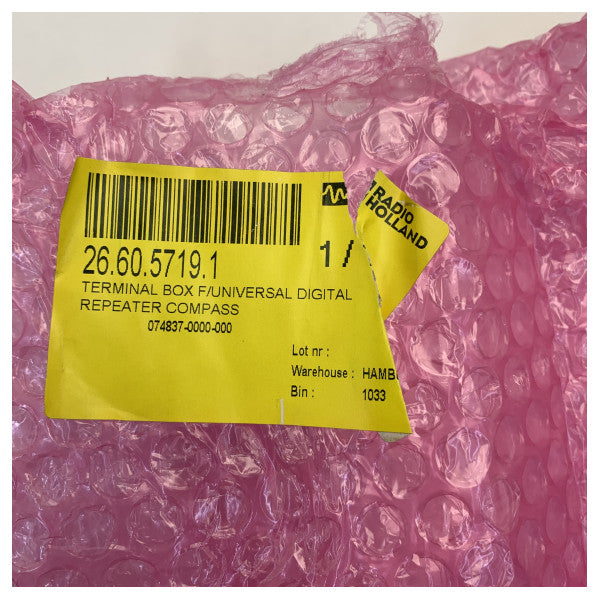 RADIO
HOLLAND
26.60.5719.1
1/
TERMINAL BOX F/UNIVERSAL DIGITAL
REPEATER COMPASS
074837-0000-000
Lot nr :
Warehouse : HAMB
Bin : 1033